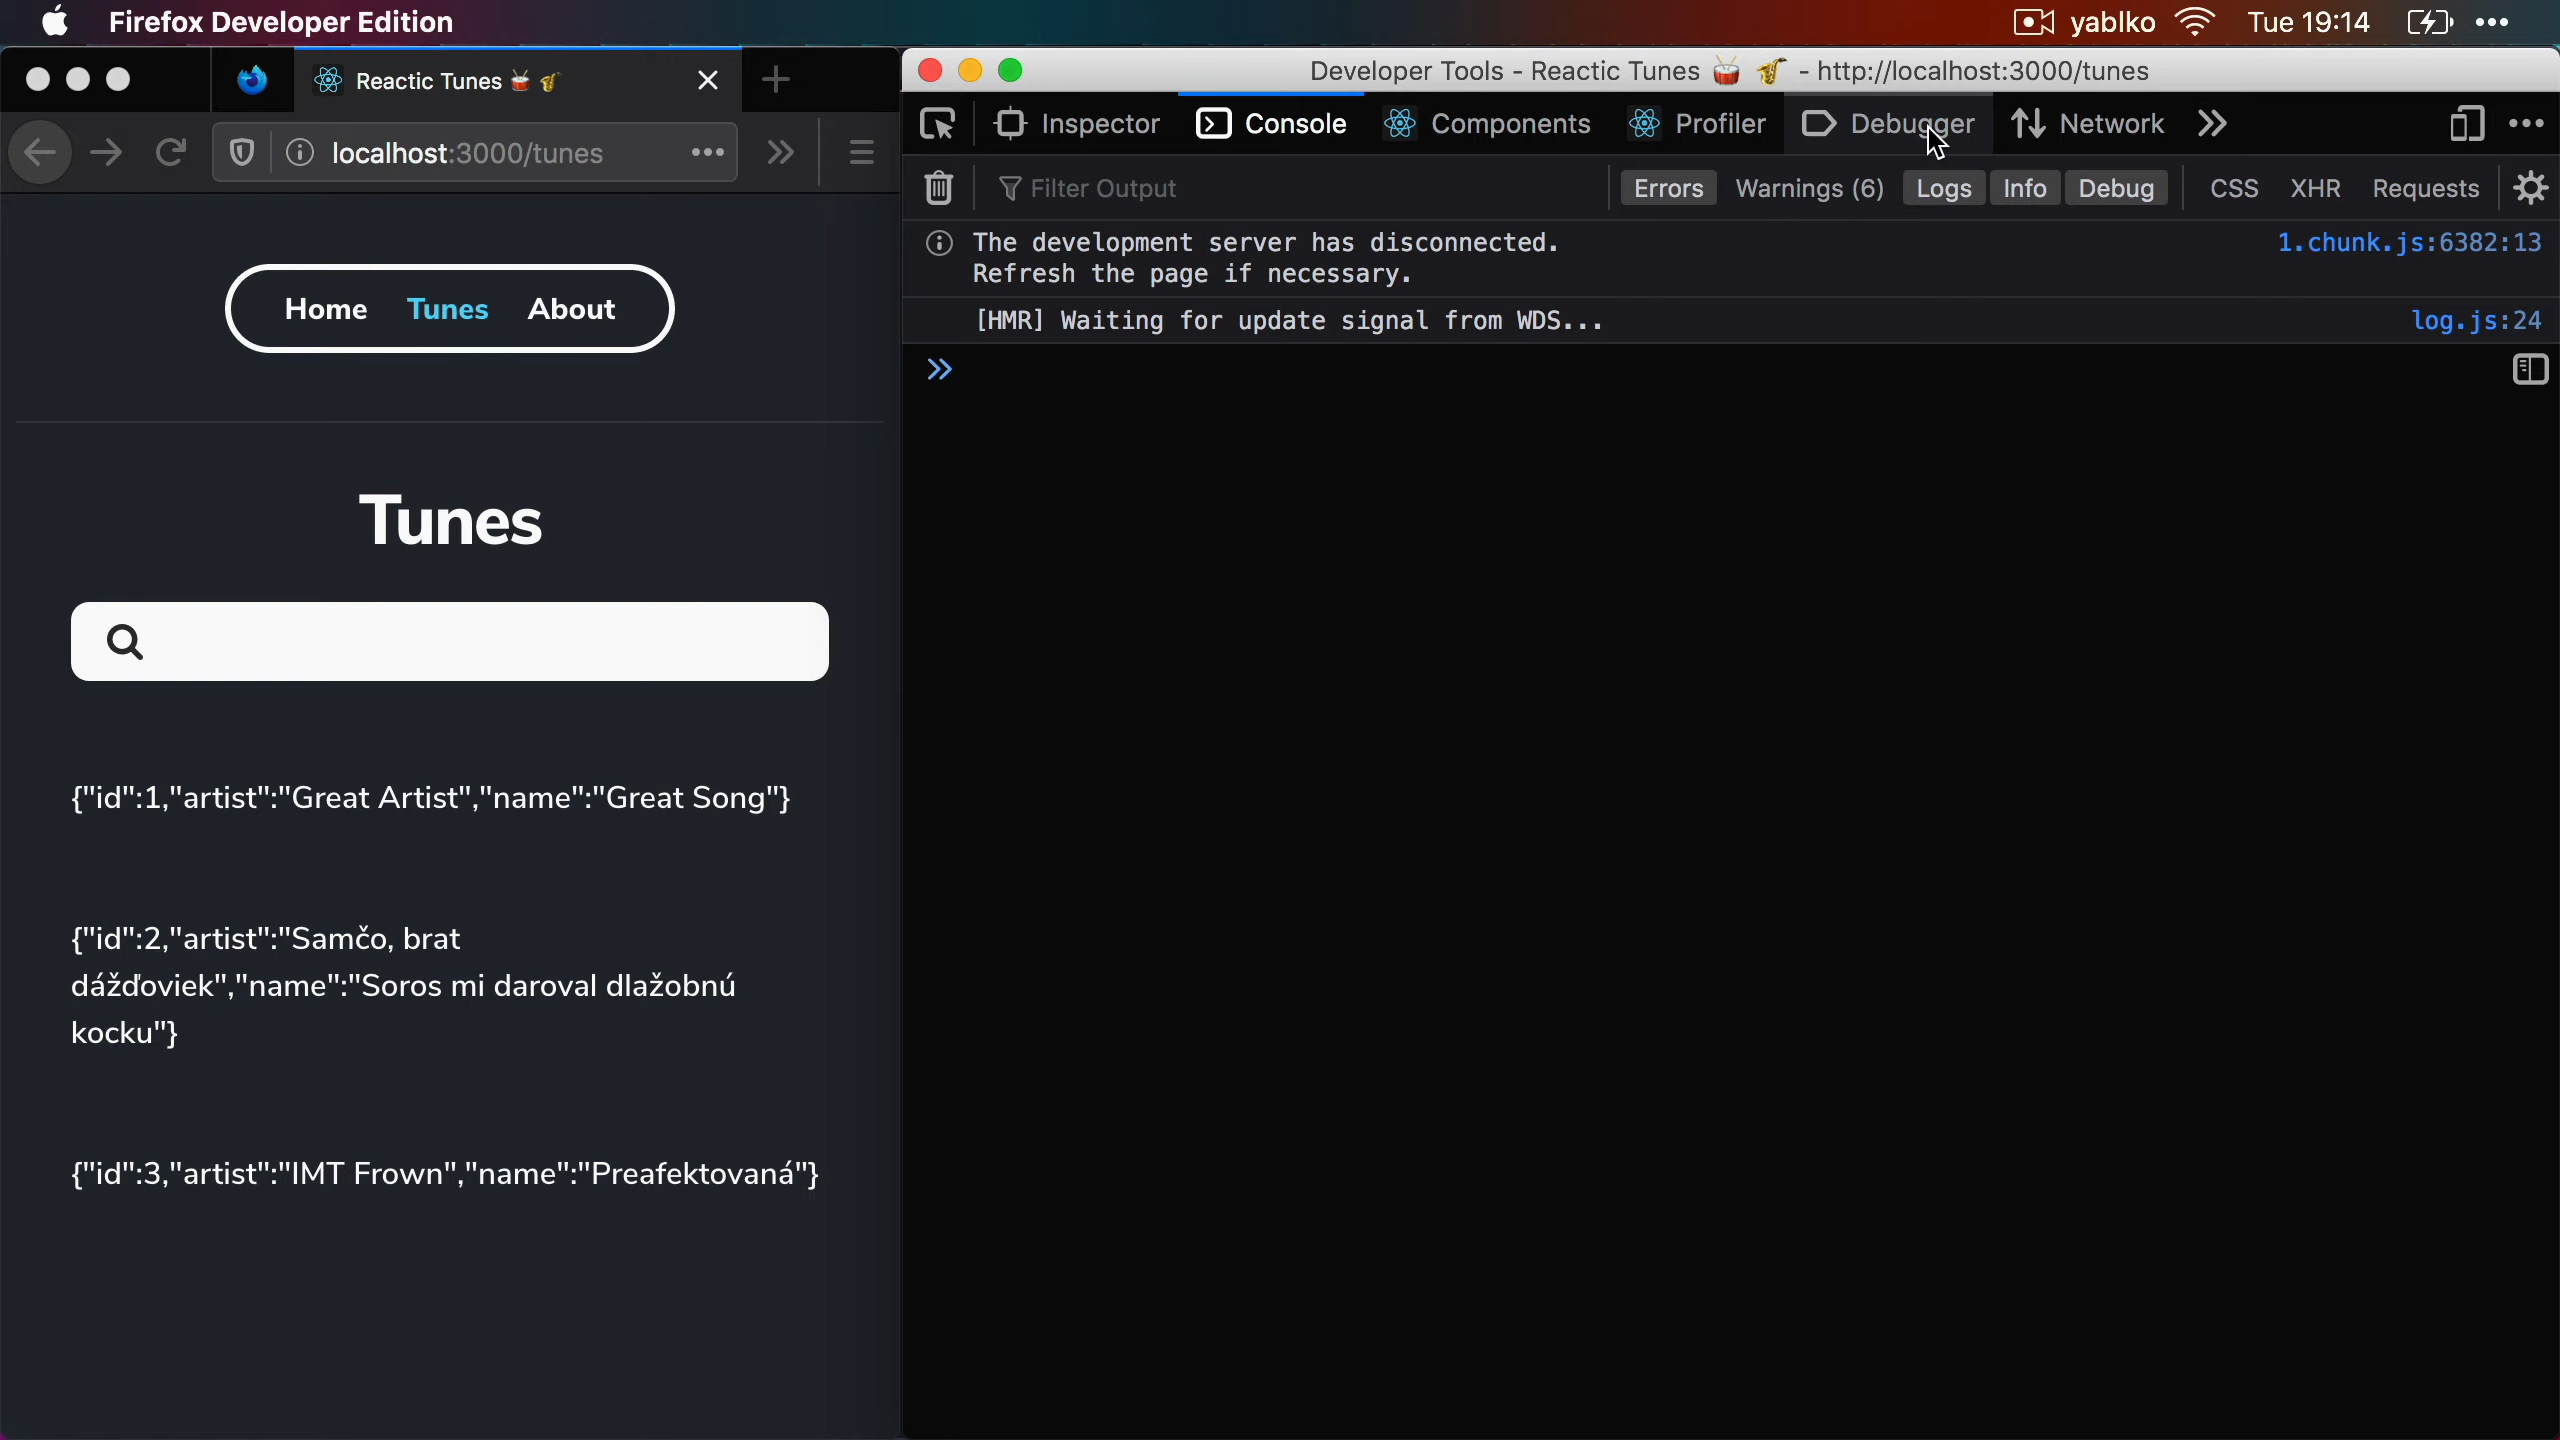 Firefox Developer Edition
yablko
Tue 19:14
Reactic Tunes 🥁 🎷
localhost:3000/tunes
Home Tunes About
Tunes
{"id":1,"artist":"Great Artist","name":"Great Song"}
{"id":2,"artist":"Samčo, brat
dážďoviek","name":"Soros mi daroval dlažobnú
kocku"}
{"id":3,"artist":"IMT Frown","name":"Preafektovaná"}
Developer Tools - Reactic Tunes 🥁 🎷 - http://localhost:3000/tunes
Inspector Console Components Profiler Debugger Network
Filter Output Errors Warnings (6) Logs Info Debug CSS XHR Requests
The development server has disconnected. 1.chunk.js:6382:13
Refresh the page if necessary.
[HMR] Waiting for update signal from WDS... log.js:24